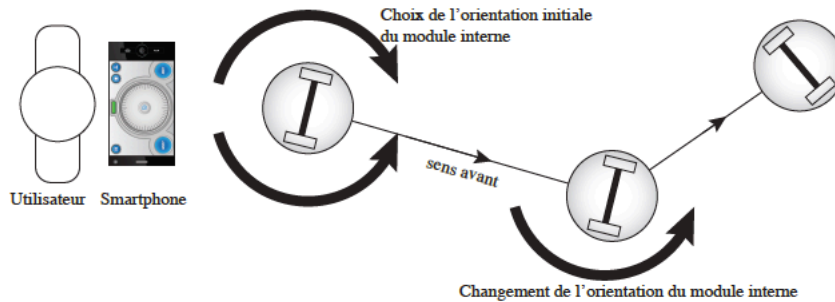 Choix de l'orientation initiale
du module interne
sens avant
Utilisateur
Smartphone
Changement de l'orientation du module interne